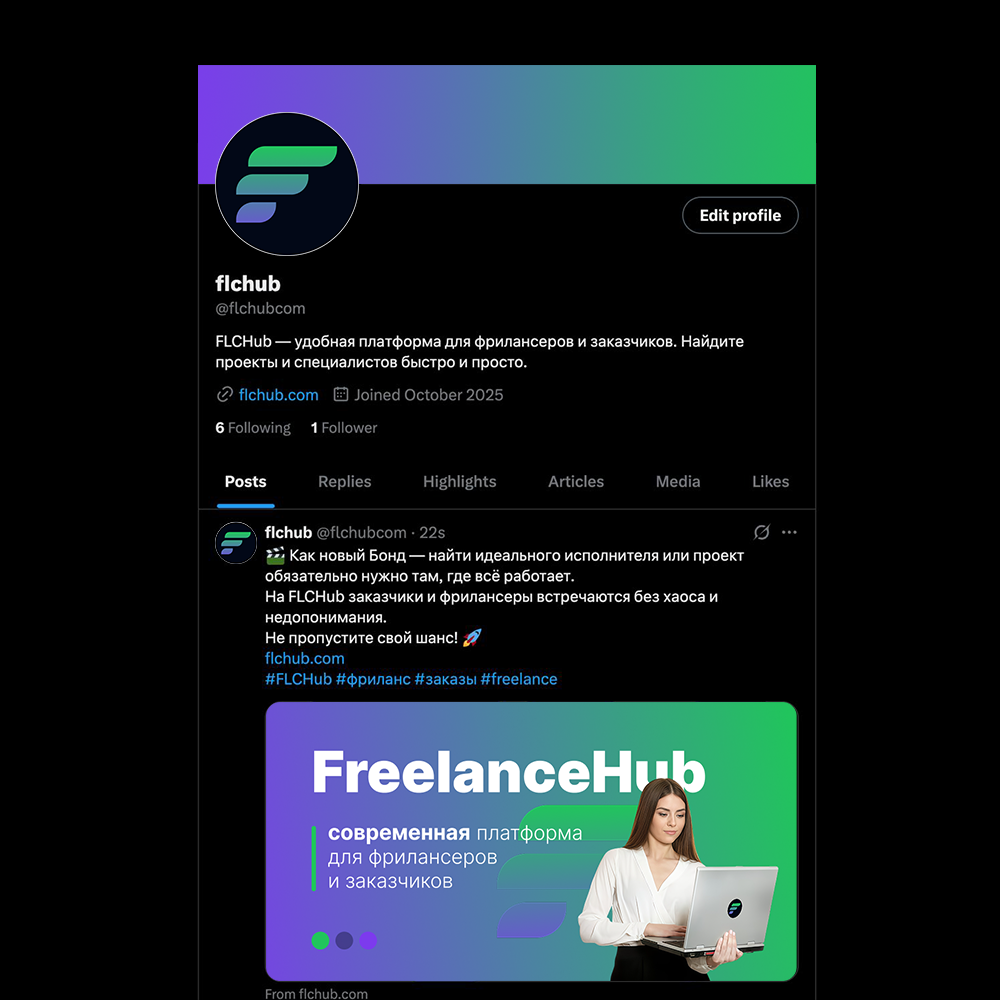 Edit profile
flchub
@flchubcom
FLCHub — удобная платформа для фрилансеров и заказчиков. Найдите
проекты и специалистов быстро и просто.
flchub.com Joined October 2025
6 Following 1 Follower
Posts Replies Highlights Articles Media Likes
flchub @flchubcom · 22s
🎬 Как новый Бонд — найти идеального исполнителя или проект
обязательно нужно там, где всё работает.
На FLCHub заказчики и фрилансеры встречаются без хаоса и
недопонимания.
Не пропустите свой шанс! 🚀
flchub.com
#FLCHub #фриланс #заказы #freelance
FreelanceHub
современная платформа
для фрилансеров
и заказчиков
From flchub.com